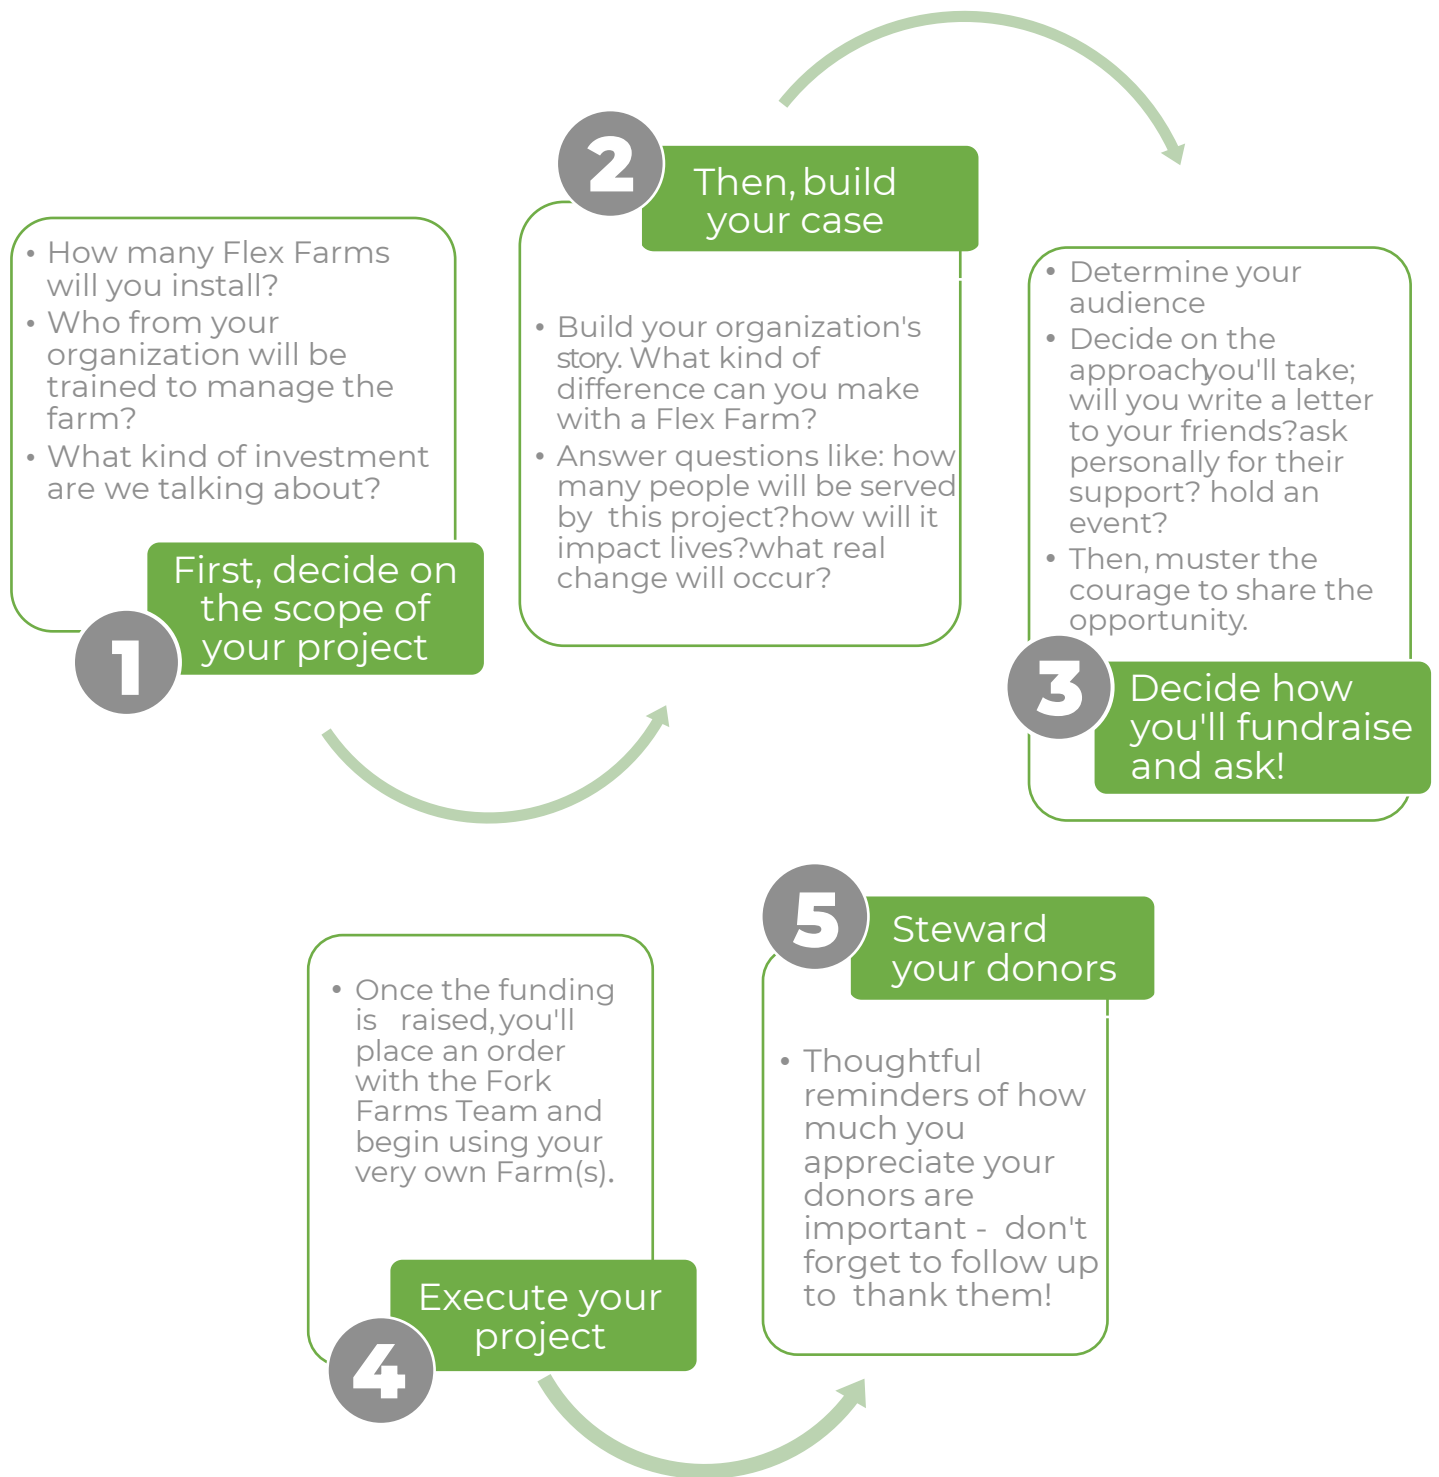 • How many Flex Farms
will you install?
• Who from your
organization will be
trained to manage the
farm?
• What kind of investment
are we talking about?
1
First, decide on
the scope of
your project
2
Then, build
your case
• Build your organization's
story. What kind of
difference can you make
with a Flex Farm?
• Answer questions like: how
many people will be served
by this project?how will it
impact lives?what real
change will occur?
• Determine your
audience
• Decide on the
approachyou'll take;
will you write a letter
to your friends?ask
personally for their
support? hold an
event?
• Then, muster the
courage to share the
opportunity.
3
Decide how
you'll fundraise
and ask!
• Once the funding
is raised, you'll
place an order
with the Fork
Farms Team and
begin using your
very own Farm(s).
4
Execute your
project
5
Steward
your donors
• Thoughtful
reminders of how
much you
appreciate your
donors are
important - don't
forget to follow up
to thank them!